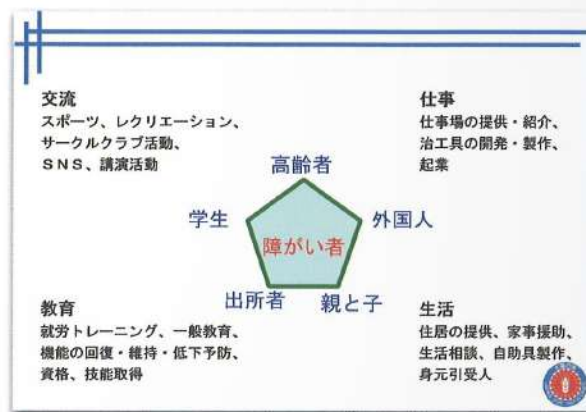 交流
スポーツ、レクリエーション、
サークルクラブ活動、
ＳＮＳ、講演活動
仕事
仕事場の提供・紹介、
治工具の開発・製作、
起業
高齢者
学生
外国人
障がい者
出所者
親と子
教育
就労トレーニング、一般教育、
機能の回復・維持・低下予防、
資格、技能取得
生活
住居の提供、家事援助、
生活相談、自助具製作、
身元引受人